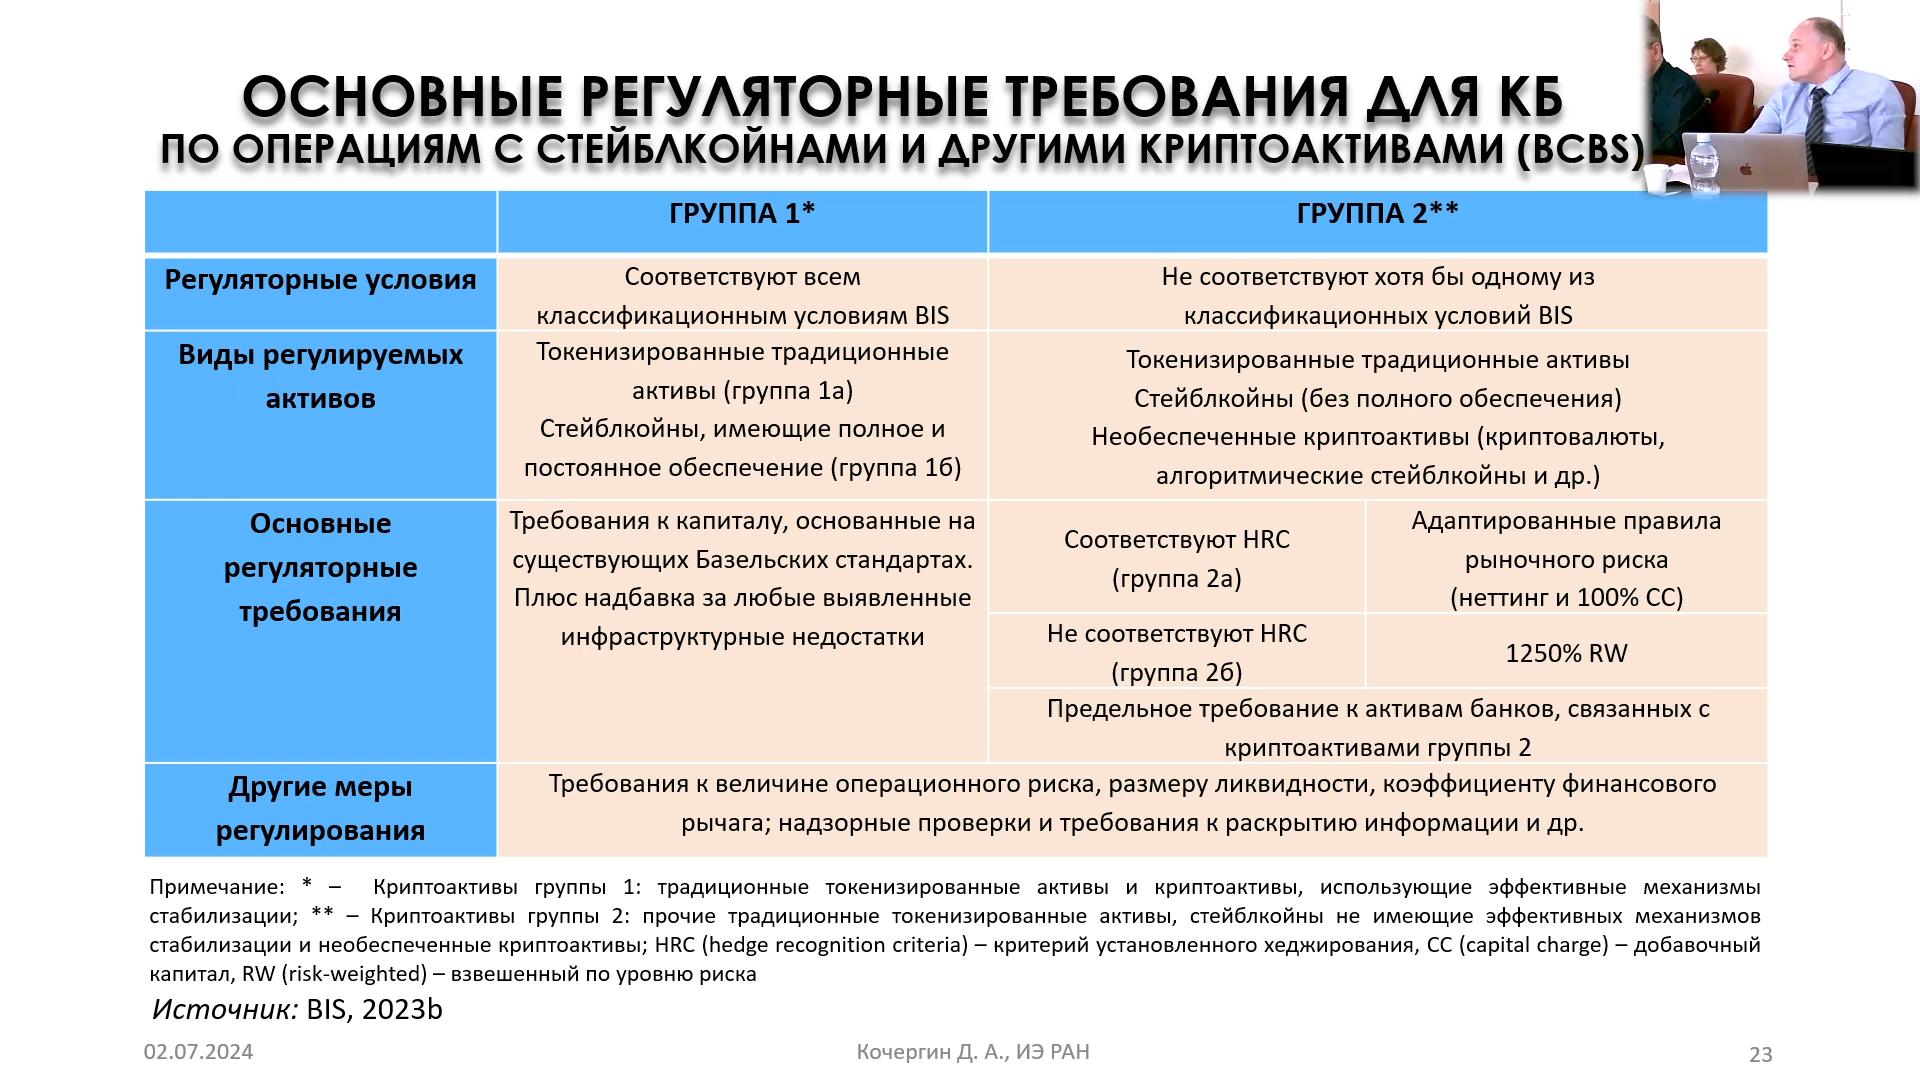 ОСНОВНЫЕ РЕГУЛЯТОРНЫЕ ТРЕБОВАНИЯ ДЛЯ КБ
ПО ОПЕРАЦИЯМ С СТЕЙБЛКОЙНАМИ И ДРУГИМИ КРИПТОАКТИВАМИ (BCBS)
ГРУППА 1*
ГРУППА 2**
Регуляторные условия
Соответствуют всем
классификационным условиям BIS
Не соответствуют хотя бы одному из
классификационных условий BIS
Виды регулируемых
активов
Токенизированные традиционные
активы (группа 1а)
Стейблкойны, имеющие полное и
постоянное обеспечение (группа 1б)
Токенизированные традиционные активы
Стейблкойны (без полного обеспечения)
Необеспеченные криптоактивы (криптовалюты,
алгоритмические стейблкойны и др.)
Основные
регуляторные
требования
Требования к капиталу, основанные на
существующих Базельских стандартах.
Плюс надбавка за любые выявленные
инфраструктурные недостатки
Соответствуют HRC
(группа 2а)
Адаптированные правила
рыночного риска
(неттинг и 100% СС)
Не соответствуют HRC
(группа 2б)
1250% RW
Предельное требование к активам банков, связанных с
криптоактивами группы 2
Другие меры
регулирования
Требования к величине операционного риска, размеру ликвидности, коэффициенту финансового
рычага; надзорные проверки и требования к раскрытию информации и др.
Примечание: * – Криптоактивы группы 1: традиционные токенизированные активы и криптоактивы, использующие эффективные механизмы
стабилизации; ** – Криптоактивы группы 2: прочие традиционные токенизированные активы, стейблкойны не имеющие эффективных механизмов
стабилизации и необеспеченные криптоактивы; HRC (hedge recognition criteria) – критерий установленного хеджирования, CC (capital charge) – добавочный
капитал, RW (risk-weighted) – взвешенный по уровню риска
Источник: BIS, 2023b
02.07.2024
Кочергин Д. А., ИЭ РАН
23